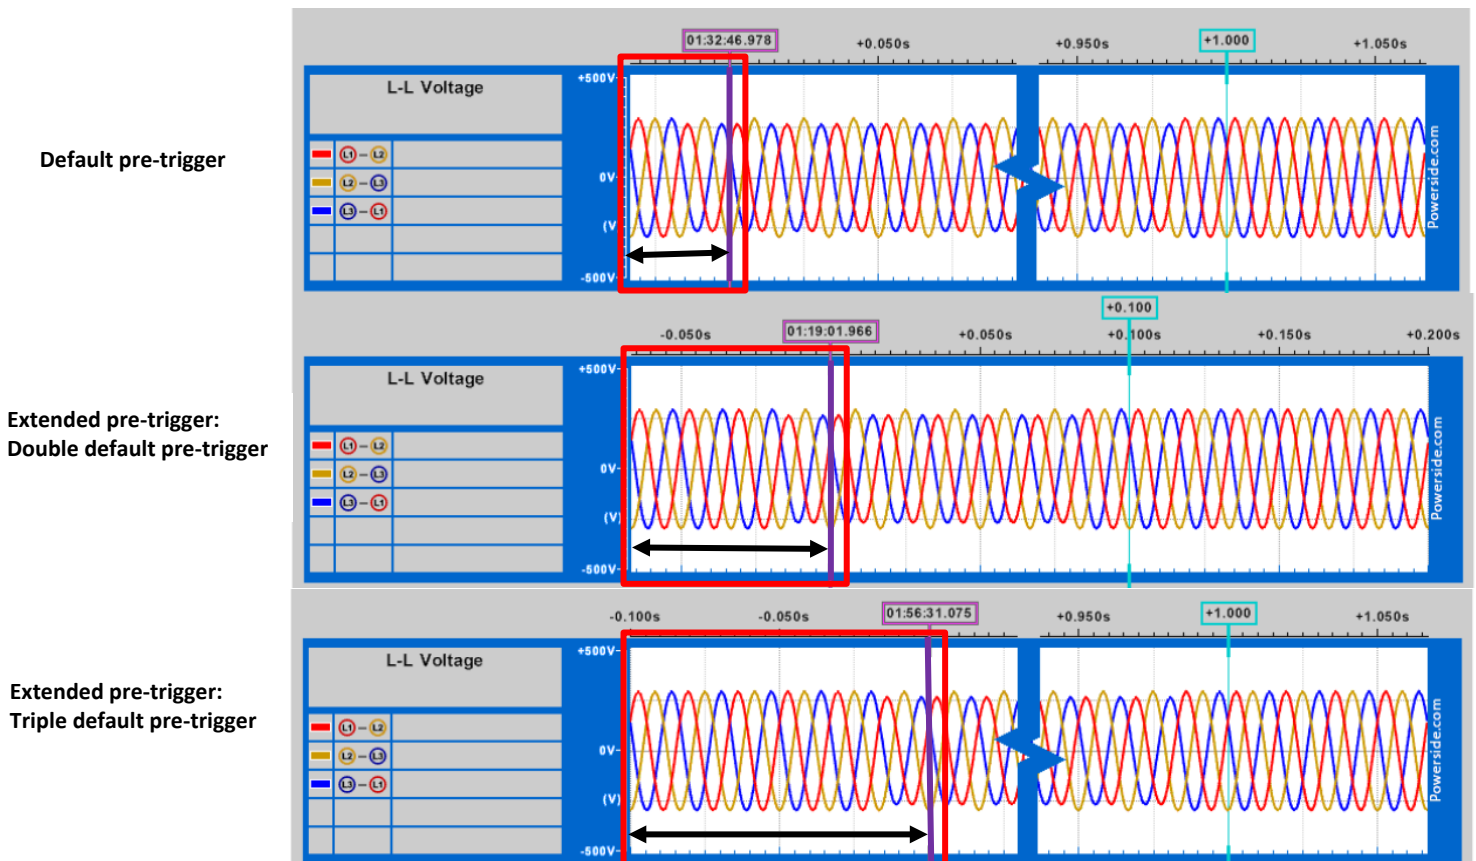 01:32:46.978
+0.050s
+0.950s
+1.000
+1.050s
Default pre-trigger
L-L Voltage
L1 - L2
L2 - L3
L3 - L1
+500V
0V
(V)
-500V
Powerside.com
+0.100
-0.050s
01:19:01.966
+0.050s
+0.100s
+0.150s
+0.200s
Extended pre-trigger:
Double default pre-trigger
L-L Voltage
L1 - L2
L2 - L3
L3 - L1
+500V
0V
(V)
-500V
Powerside.com
-0.100s
-0.050s
01:56:31.075
+0.950s
+1.000
+1.050s
Extended pre-trigger:
Triple default pre-trigger
L-L Voltage
L1 - L2
L2 - L3
L3 - L1
+500V
0V
(V)
-500V
Powerside.com